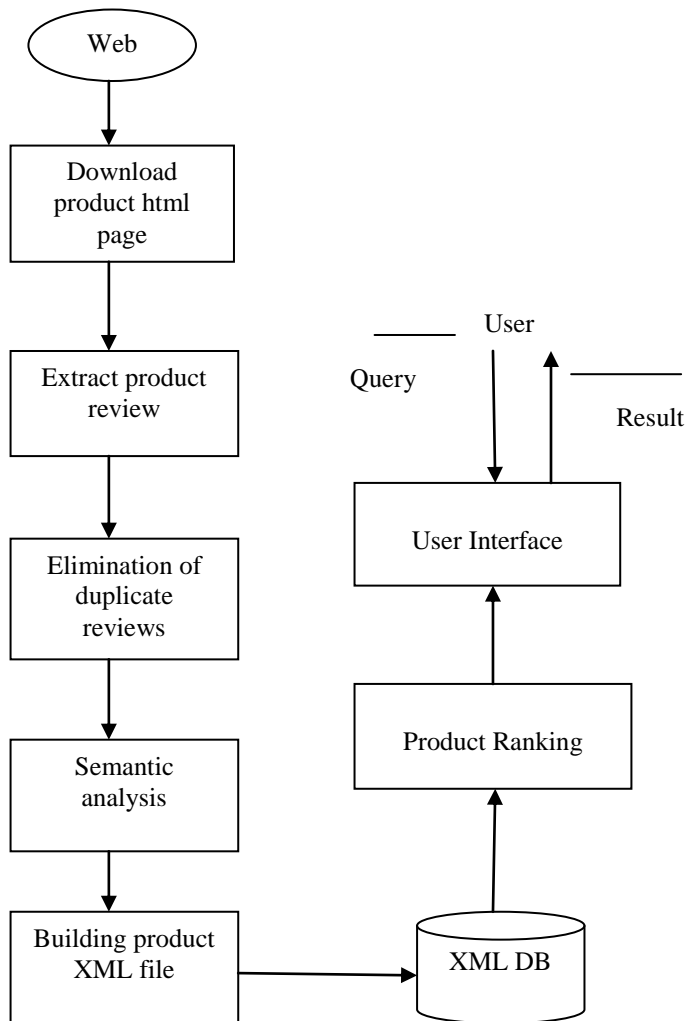 Web
Download
product html
page
Extract product
review
Elimination of
duplicate
reviews
Semantic
analysis
Building product
XML file
User
Query
Result
User Interface
Product Ranking
XML DB